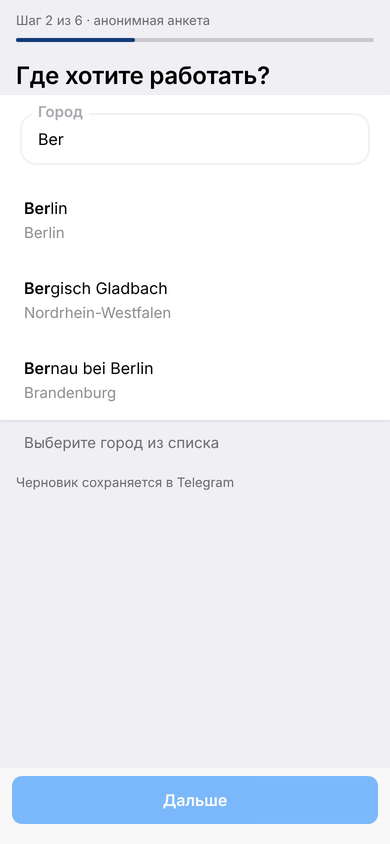 Шаг 2 из 6 · анонимная анкета
Где хотите работать?
Город
Ber
Berlin
Berlin
Bergisch Gladbach
Nordrhein-Westfalen
Bernau bei Berlin
Brandenburg
Выберите город из списка
Черновик сохраняется в Telegram
Дальше